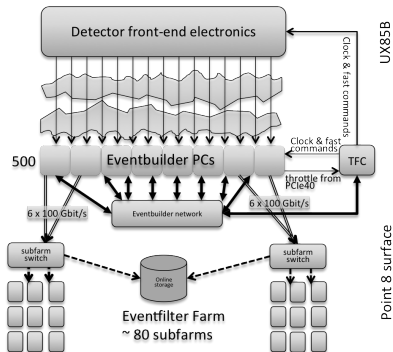 Detector front-end electronics
UX85B
Clock & fast commands
Clock & fast
commands
500
Eventbuilder PCs
TFC
throttle from
PCIe40
6 x 100 Gbit/s
Eventbuilder network
6 x 100 Gbit/s
subfarm
switch
Online
storage
subfarm
switch
Point 8 surface
Eventfilter Farm
~ 80 subfarms